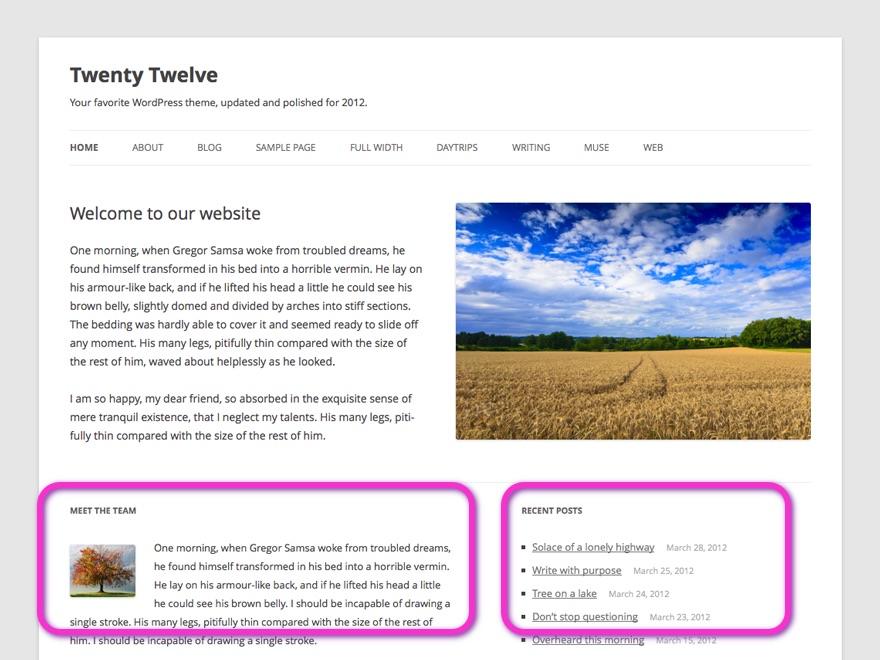 Twenty Twelve
Your favorite WordPress theme, updated and polished for 2012.
HOME ABOUT BLOG SAMPLE PAGE FULL WIDTH DAYTRIPS WRITING MUSE WEB
Welcome to our website
One morning, when Gregor Samsa woke from troubled dreams, he
found himself transformed in his bed into a horrible vermin. He lay on
his armour-like back, and if he lifted his head a little he could see his
brown belly, slightly domed and divided by arches into stiff sections.
The bedding was hardly able to cover it and seemed ready to slide off
any moment. His many legs, pitifully thin compared with the size of
the rest of him, waved about helplessly as he looked.
I am so happy, my dear friend, so absorbed in the exquisite sense of
mere tranquil existence, that I neglect my talents. His many legs, piti-
fully thin compared with the size of the rest of him.
MEET THE TEAM
One morning, when Gregor Samsa woke from troubled dreams,
he found himself transformed in his bed into a horrible vermin.
He lay on his armour-like back, and if he lifted his head a little
he could see his brown belly. I should be incapable of drawing a
single stroke. His many legs, pitifully thin compared with the size of the rest of
him. I should be incapable of drawing a single stroke.
RECENT POSTS
Solace of a lonely highway March 28, 2012
Write with purpose March 25, 2012
Tree on a lake March 24, 2012
Don't stop questioning March 23, 2012
Overheard this morning March 15, 2012